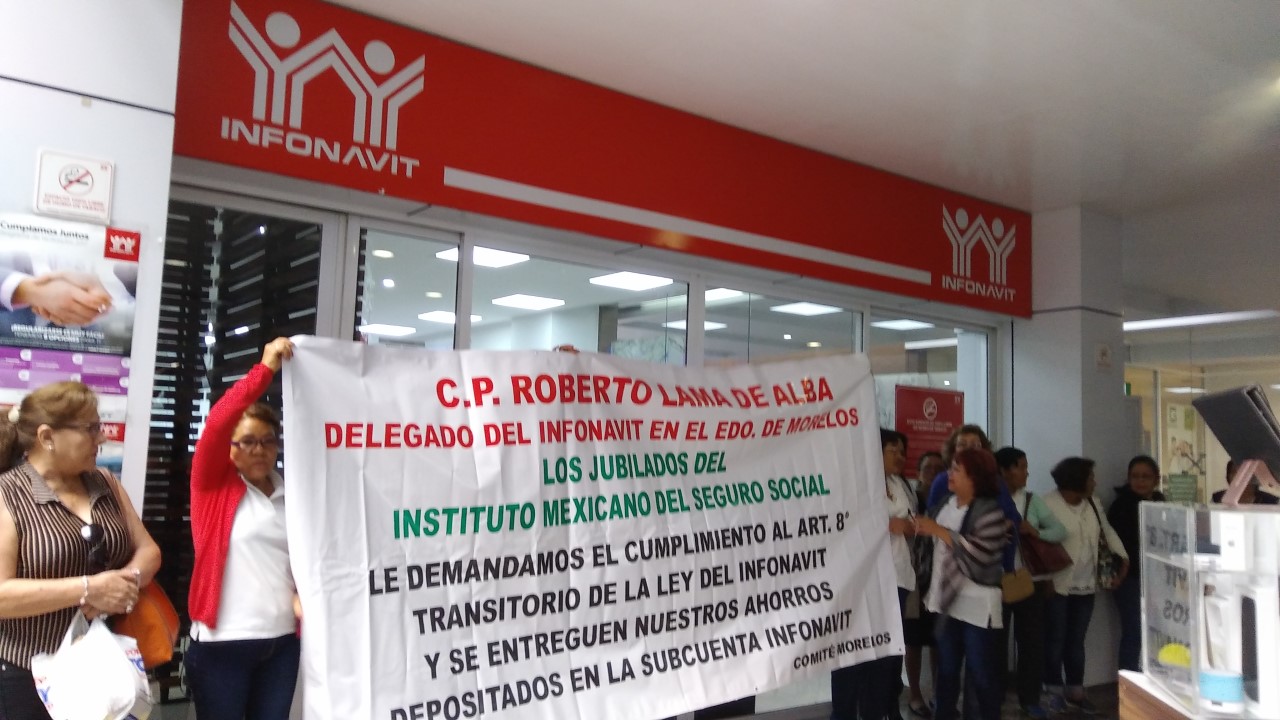 INFONAVIT
INFONAVIT
Cumplamos Juntos
C.P. ROBERTO LAMA DE ALBA
DELEGADO DEL INFONAVIT EN EL EDO. DE MORELOS
LOS JUBILADOS DEL
INSTITUTO MEXICANO DEL SEGURO SOCIAL
LE DEMANDAMOS EL CUMPLIMIENTO AL ART. 8°
TRANSITORIO DE LA LEY DEL INFONAVIT
Y SE ENTREGUEN NUESTROS AHORROS
DEPOSITADOS EN LA SUBCUENTA INFONAVIT
COMITÉ MORELOS